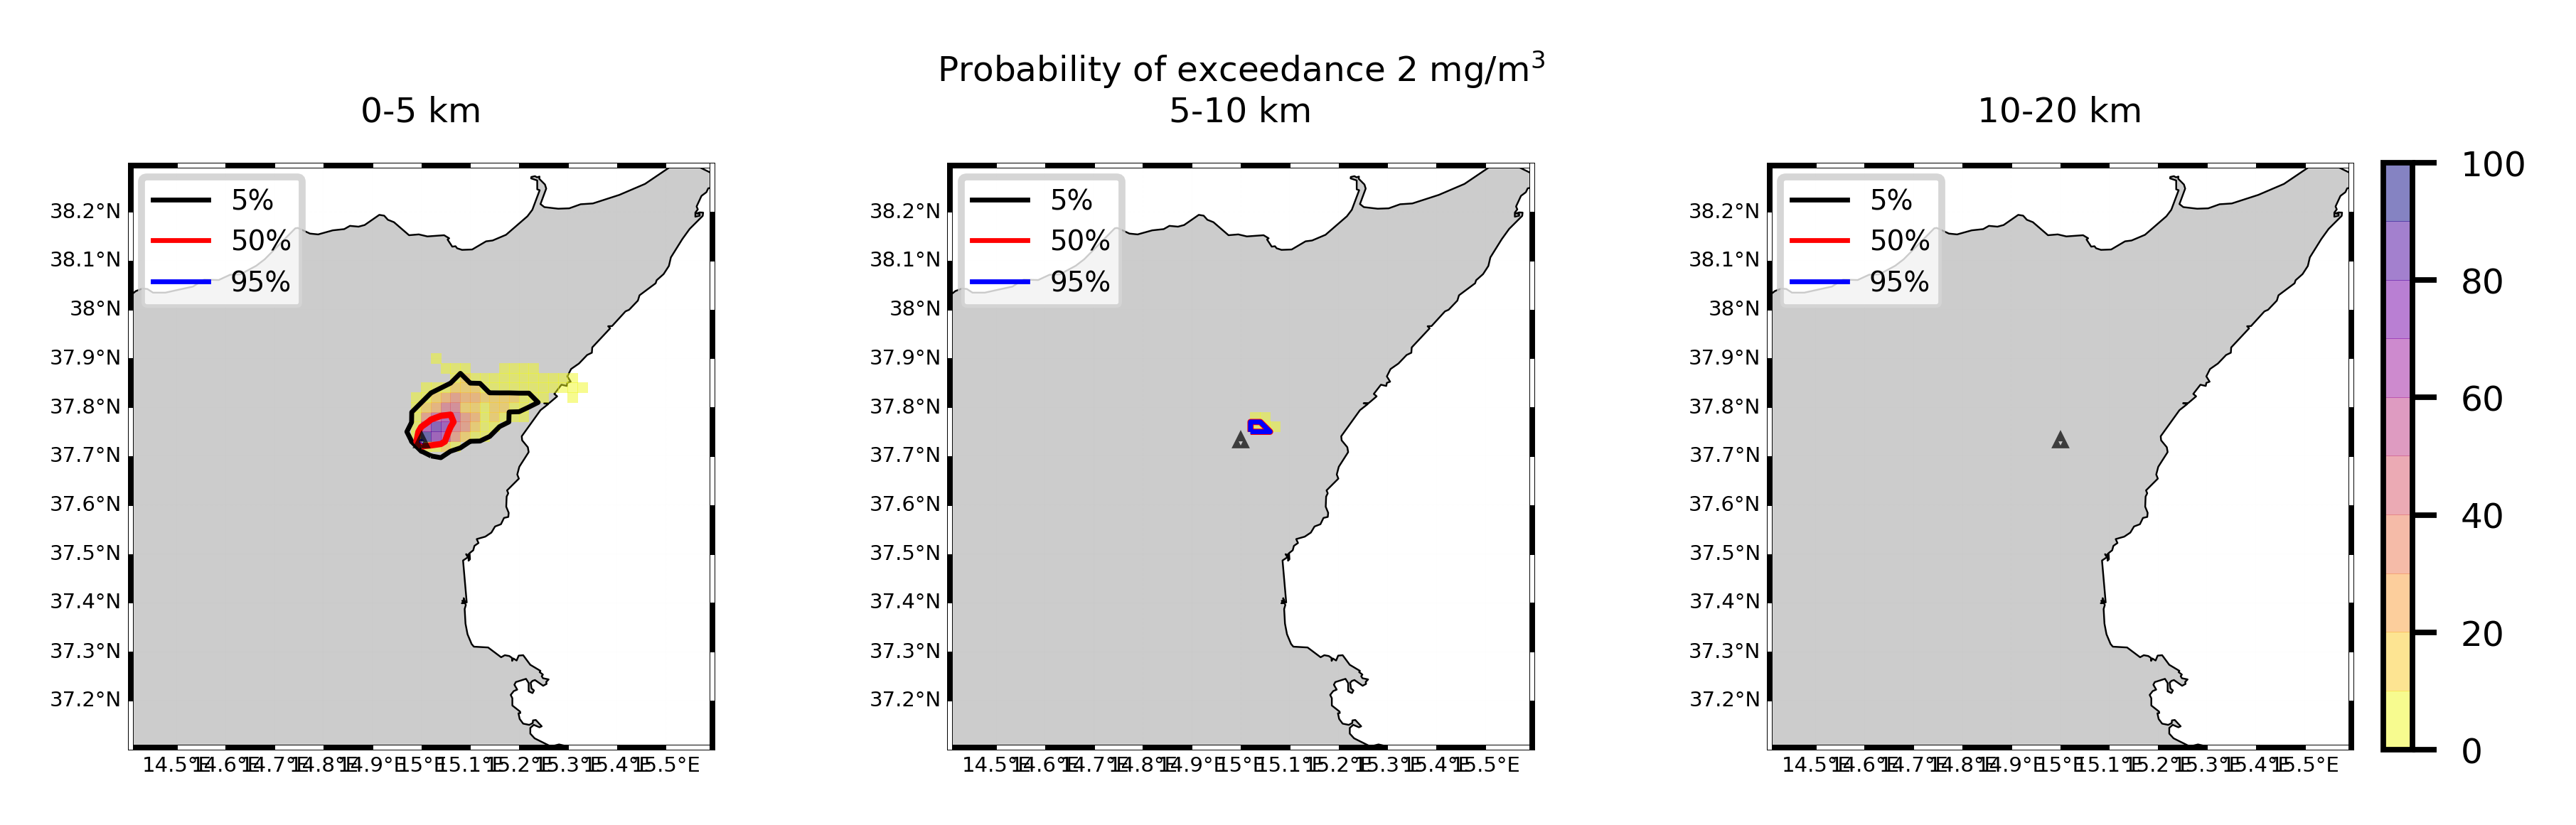 Probability of exceedance 2 mg/m³
0-5 km
5%
50%
95%
38.2°N
38.1°N
38°N
37.9°N
37.8°N
37.7°N
37.6°N
37.5°N
37.4°N
37.3°N
37.2°N
14.5°E 14.6°E 14.7°E 14.8°E 14.9°E 15°E 15.1°E 15.2°E 15.3°E 15.4°E 15.5°E
5-10 km
5%
50%
95%
38.2°N
38.1°N
38°N
37.9°N
37.8°N
37.7°N
37.6°N
37.5°N
37.4°N
37.3°N
37.2°N
14.5°E 14.6°E 14.7°E 14.8°E 14.9°E 15°E 15.1°E 15.2°E 15.3°E 15.4°E 15.5°E
10-20 km
5%
50%
95%
38.2°N
38.1°N
38°N
37.9°N
37.8°N
37.7°N
37.6°N
37.5°N
37.4°N
37.3°N
37.2°N
14.5°E 14.6°E 14.7°E 14.8°E 14.9°E 15°E 15.1°E 15.2°E 15.3°E 15.4°E 15.5°E
100
80
60
40
20
0